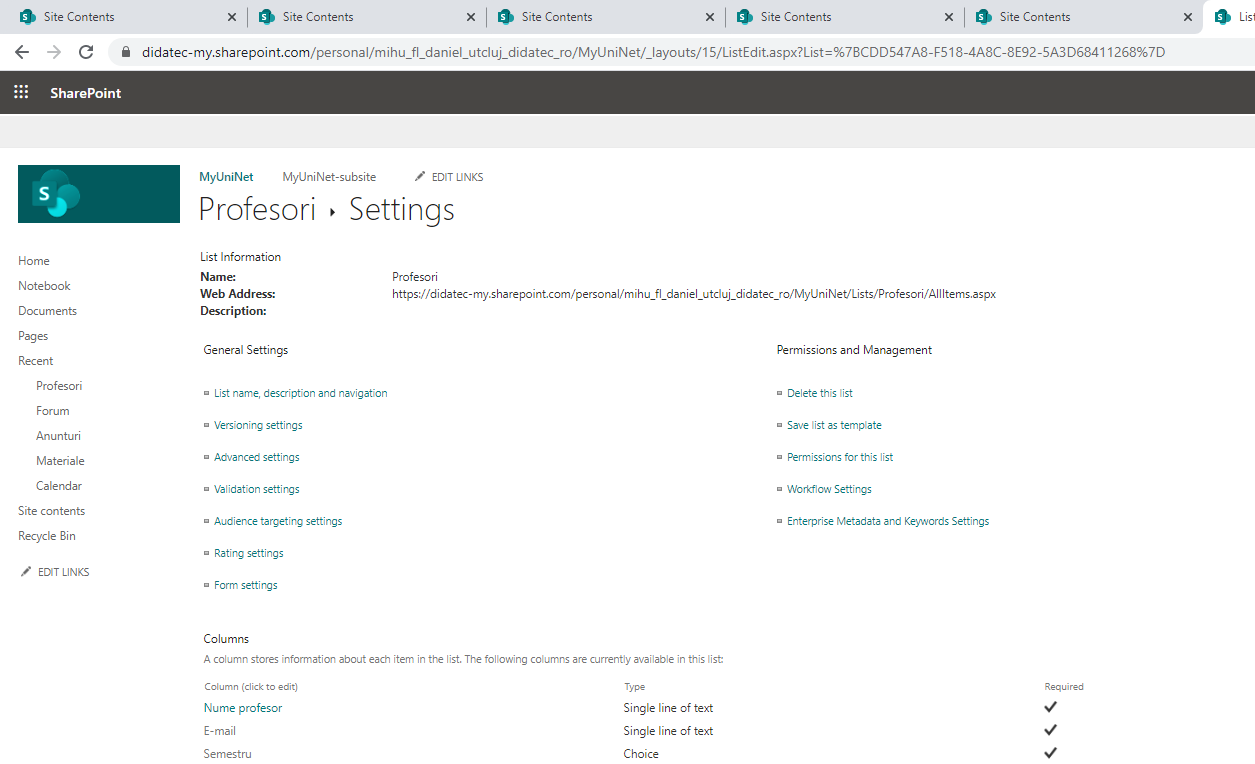 Site Contents
Site Contents
Site Contents
Site Contents
Site Contents
List
didatec-my.sharepoint.com/personal/mihu_fl_daniel_utcluj_didatec_ro/MyUniNet/_layouts/15/ListEdit.aspx?List=%7BCDD547A8-F518-4A8C-8E92-5A3D68411268%7D
SharePoint
S
MyUniNet MyUniNet-subsite EDIT LINKS
Profesori ▸ Settings
Home
Notebook
Documents
Pages
Recent
Profesori
Forum
Anunturi
Materiale
Calendar
Site contents
Recycle Bin
EDIT LINKS
List Information
Name: Profesori
Web Address: https://didatec-my.sharepoint.com/personal/mihu_fl_daniel_utcluj_didatec_ro/MyUniNet/Lists/Profesori/AllItems.aspx
Description:
General Settings
List name, description and navigation
Versioning settings
Advanced settings
Validation settings
Audience targeting settings
Rating settings
Form settings
Permissions and Management
Delete this list
Save list as template
Permissions for this list
Workflow Settings
Enterprise Metadata and Keywords Settings
Columns
A column stores information about each item in the list. The following columns are currently available in this list:
Column (click to edit) Type Required
Nume profesor Single line of text ✓
E-mail Single line of text ✓
Semestru Choice ✓